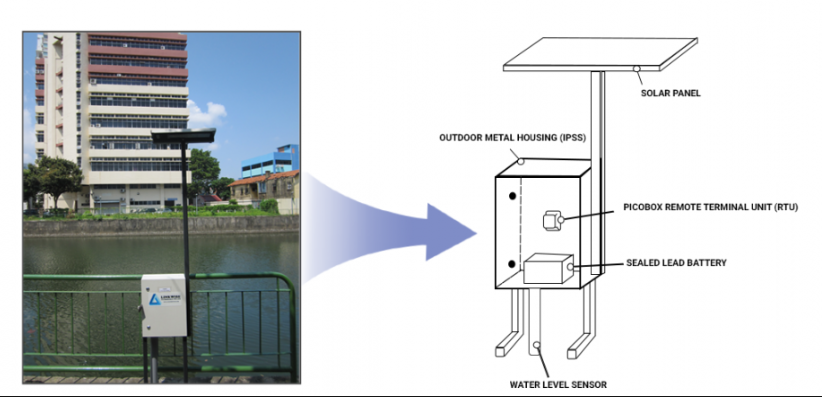 SOLAR PANEL
OUTDOOR METAL HOUSING (IPSS)
PICOBOX REMOTE TERMINAL UNIT (RTU)
SEALED LEAD BATTERY
WATER LEVEL SENSOR